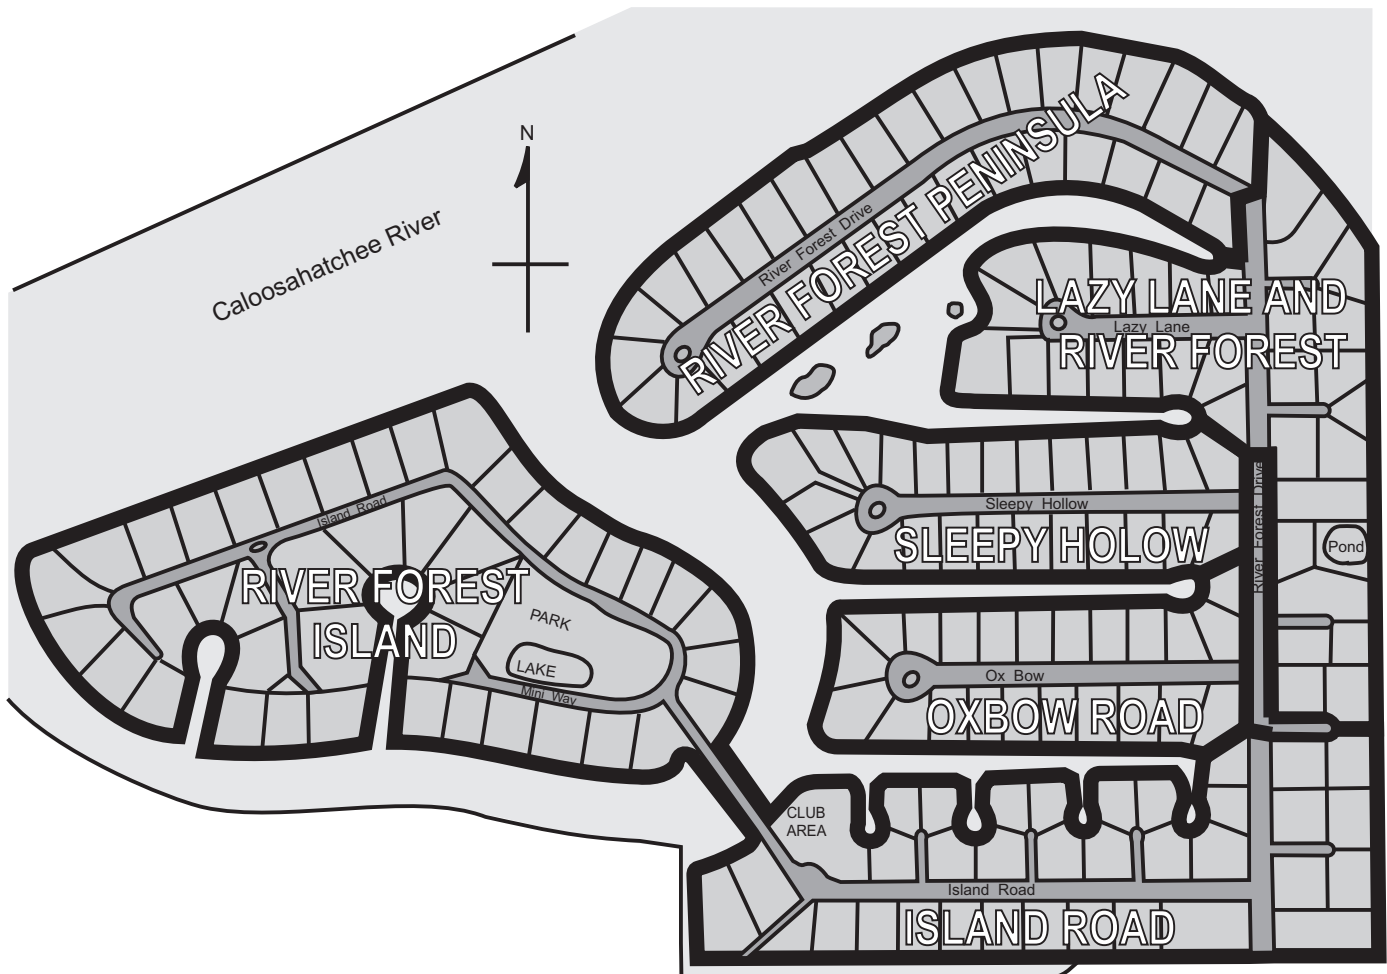 N
Caloosahatchee River
River Forest Drive
RIVER FOREST PENINSULA
LAZY LANE AND
Lazy Lane
RIVER FOREST
Island Road
Sleepy Hollow
SLEEPY HOLOW
River Forest Drive
Pond
RIVER FOREST
ISLAND
PARK
LAKE
Mini Way
Ox Bow
OXBOW ROAD
CLUB
AREA
Island Road
ISLAND ROAD